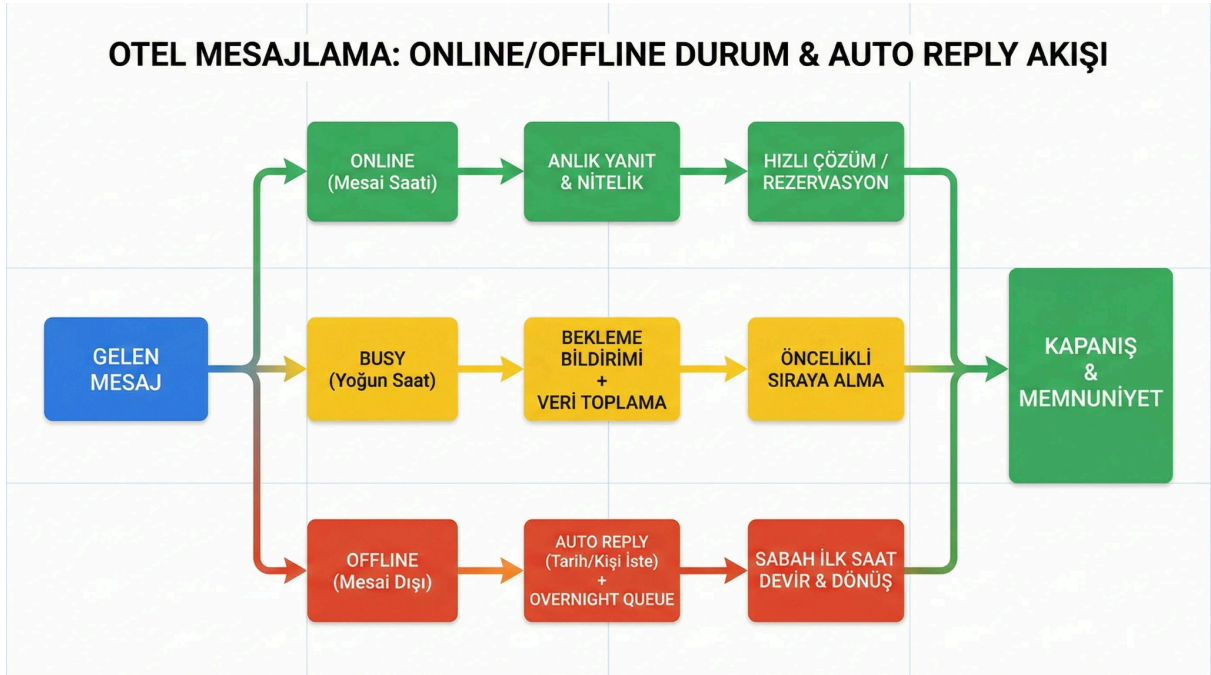 OTEL MESAJLAMA: ONLINE/OFFLINE DURUM & AUTO REPLY AKIŞI
GELEN
MESAJ
ONLINE
(Mesai Saati)
ANLIK YANIT
& NİTELİK
HIZLI ÇÖZÜM /
REZERVASYON
BUSY
(Yoğun Saat)
BEKLEME
BİLDİRİMİ
+
VERİ TOPLAMA
ÖNCELİKLİ
SIRAYA ALMA
OFFLINE
(Mesai Dışı)
AUTO REPLY
(Tarih/Kişi İste)
+
OVERNIGHT QUEUE
SABAH İLK SAAT
DEVİR & DÖNÜŞ
KAPANIŞ
&
MEMNUNİYET